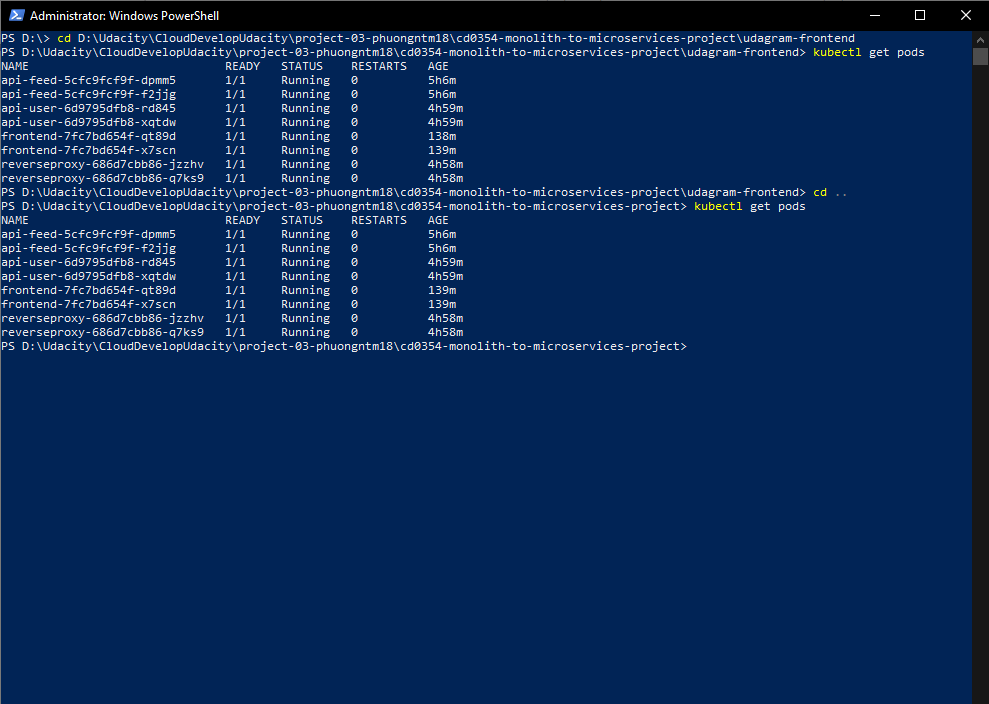 Administrator: Windows PowerShell
PS D:\> cd D:\Udacity\CloudDevelopUdacity\project-03-phuongntm18\cd0354-monolith-to-microservices-project\udagram-frontend
PS D:\Udacity\CloudDevelopUdacity\project-03-phuongntm18\cd0354-monolith-to-microservices-project\udagram-frontend> kubectl get pods
NAME READY STATUS RESTARTS AGE
api-feed-5cfc9fcf9f-dpmm5 1/1 Running 0 5h6m
api-feed-5cfc9fcf9f-f2jjg 1/1 Running 0 5h6m
api-user-6d9795dfb8-rd845 1/1 Running 0 4h59m
api-user-6d9795dfb8-xqtdw 1/1 Running 0 4h59m
frontend-7fc7bd654f-qt89d 1/1 Running 0 138m
frontend-7fc7bd654f-x7scn 1/1 Running 0 139m
reverseproxy-686d7cbb86-jzzhv 1/1 Running 0 4h58m
reverseproxy-686d7cbb86-q7ks9 1/1 Running 0 4h58m
PS D:\Udacity\CloudDevelopUdacity\project-03-phuongntm18\cd0354-monolith-to-microservices-project\udagram-frontend> cd ..
PS D:\Udacity\CloudDevelopUdacity\project-03-phuongntm18\cd0354-monolith-to-microservices-project> kubectl get pods
NAME READY STATUS RESTARTS AGE
api-feed-5cfc9fcf9f-dpmm5 1/1 Running 0 5h6m
api-feed-5cfc9fcf9f-f2jjg 1/1 Running 0 5h6m
api-user-6d9795dfb8-rd845 1/1 Running 0 4h59m
api-user-6d9795dfb8-xqtdw 1/1 Running 0 4h59m
frontend-7fc7bd654f-qt89d 1/1 Running 0 139m
frontend-7fc7bd654f-x7scn 1/1 Running 0 139m
reverseproxy-686d7cbb86-jzzhv 1/1 Running 0 4h58m
reverseproxy-686d7cbb86-q7ks9 1/1 Running 0 4h58m
PS D:\Udacity\CloudDevelopUdacity\project-03-phuongntm18\cd0354-monolith-to-microservices-project>